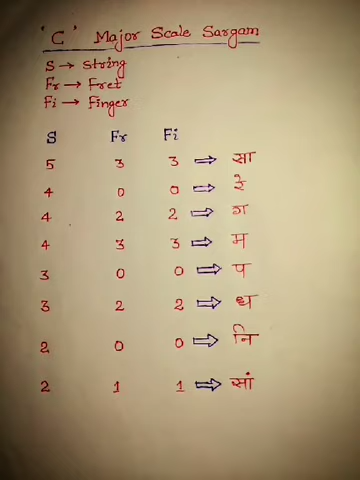 'C' Major Scale Sargam
S → String
Fr → Fret
Fi → Finger
S Fr Fi
5 3 3 ⇒ सा
4 0 0 ⇒ रे
4 2 2 ⇒ ग
4 3 3 ⇒ म
3 0 0 ⇒ प
3 2 2 ⇒ ध
2 0 0 ⇒ नि
2 1 1 ⇒ सां